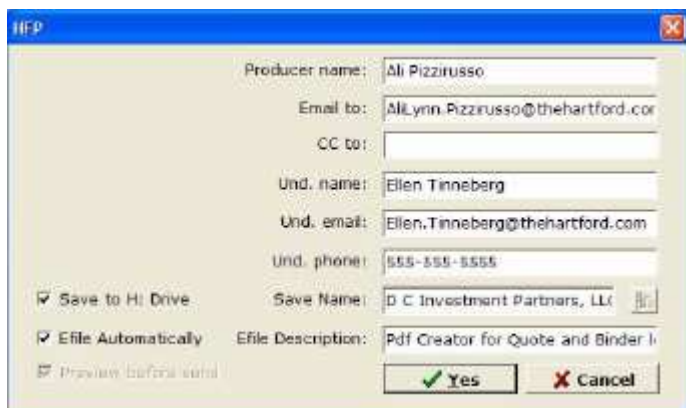 HFP
Producer name: Ali Pizzirusso
Email to: AliLynn.Pizzirusso@thehartford.cor
CC to:
Und. name: Ellen Tinneberg
Und. email: Ellen.Tinneberg@thehartford.com
Und. phone: 555-555-5555
Save to H: Drive Save Name: D C Investment Partners, LLC
Efile Automatically Efile Description: Pdf Creator for Quote and Binder l
Preview before send Yes Cancel